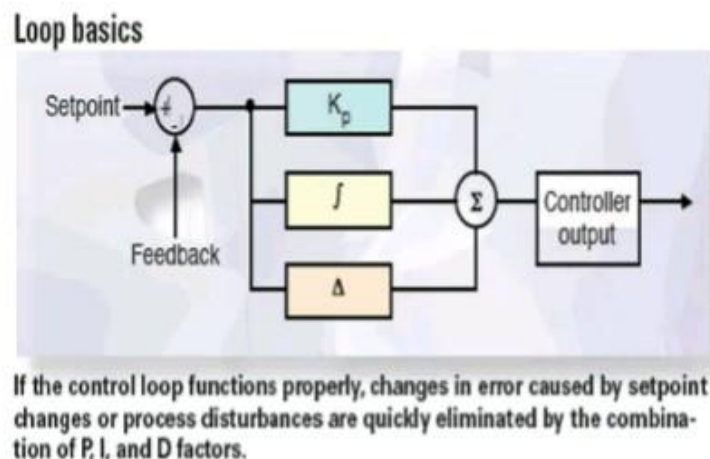 Loop basics
Setpoint
+
-
Kp
∫
Σ
Controller
output
Feedback
Δ
If the control loop functions properly, changes in error caused by setpoint
changes or process disturbances are quickly eliminated by the combina-
tion of P, I, and D factors.